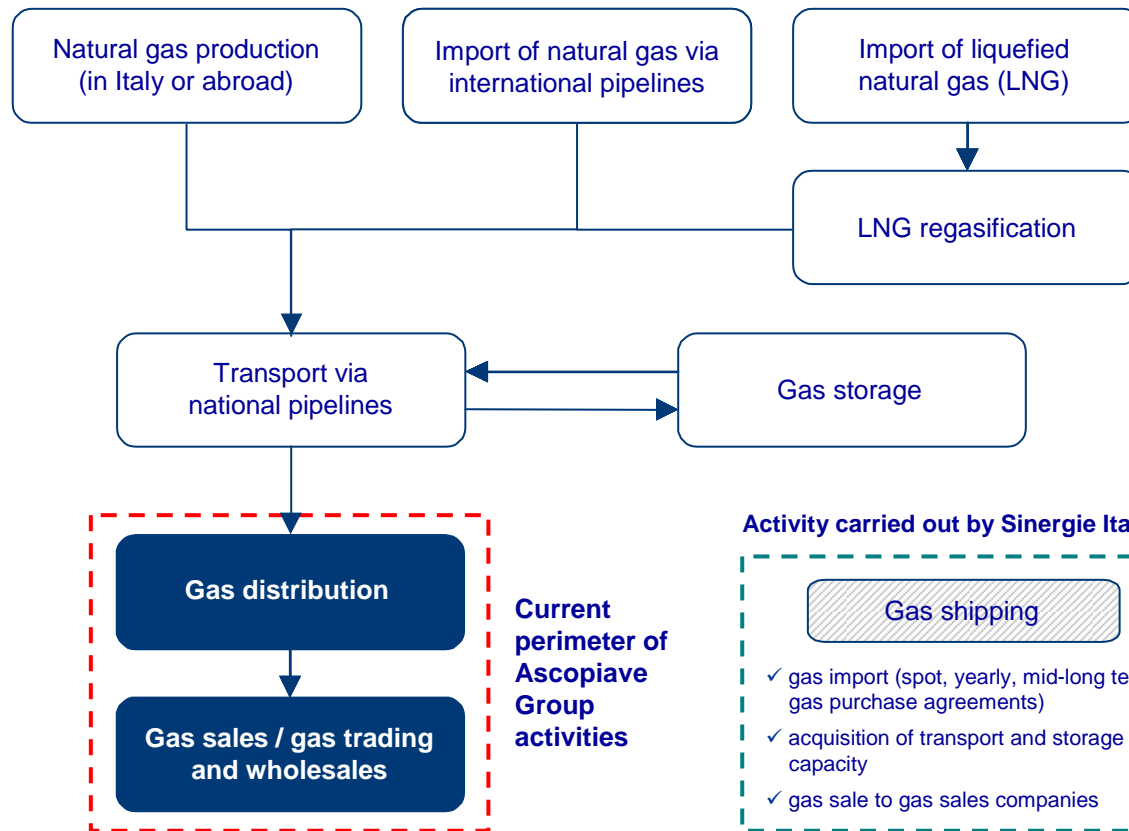 Natural gas production
(in Italy or abroad)
Import of natural gas via
international pipelines
Import of liquefied
natural gas (LNG)
LNG regasification
Transport via
national pipelines
Gas storage
Gas distribution
Gas sales / gas trading
and wholesales
Current
perimeter of
Ascopiave
Group
activities
Activity carried out by Sinergie
Gas shipping
✓ gas import (spot, yearly, mid-long
gas purchase agreements)
✓ acquisition of transport and storage
capacity
✓ gas sale to gas sales companies